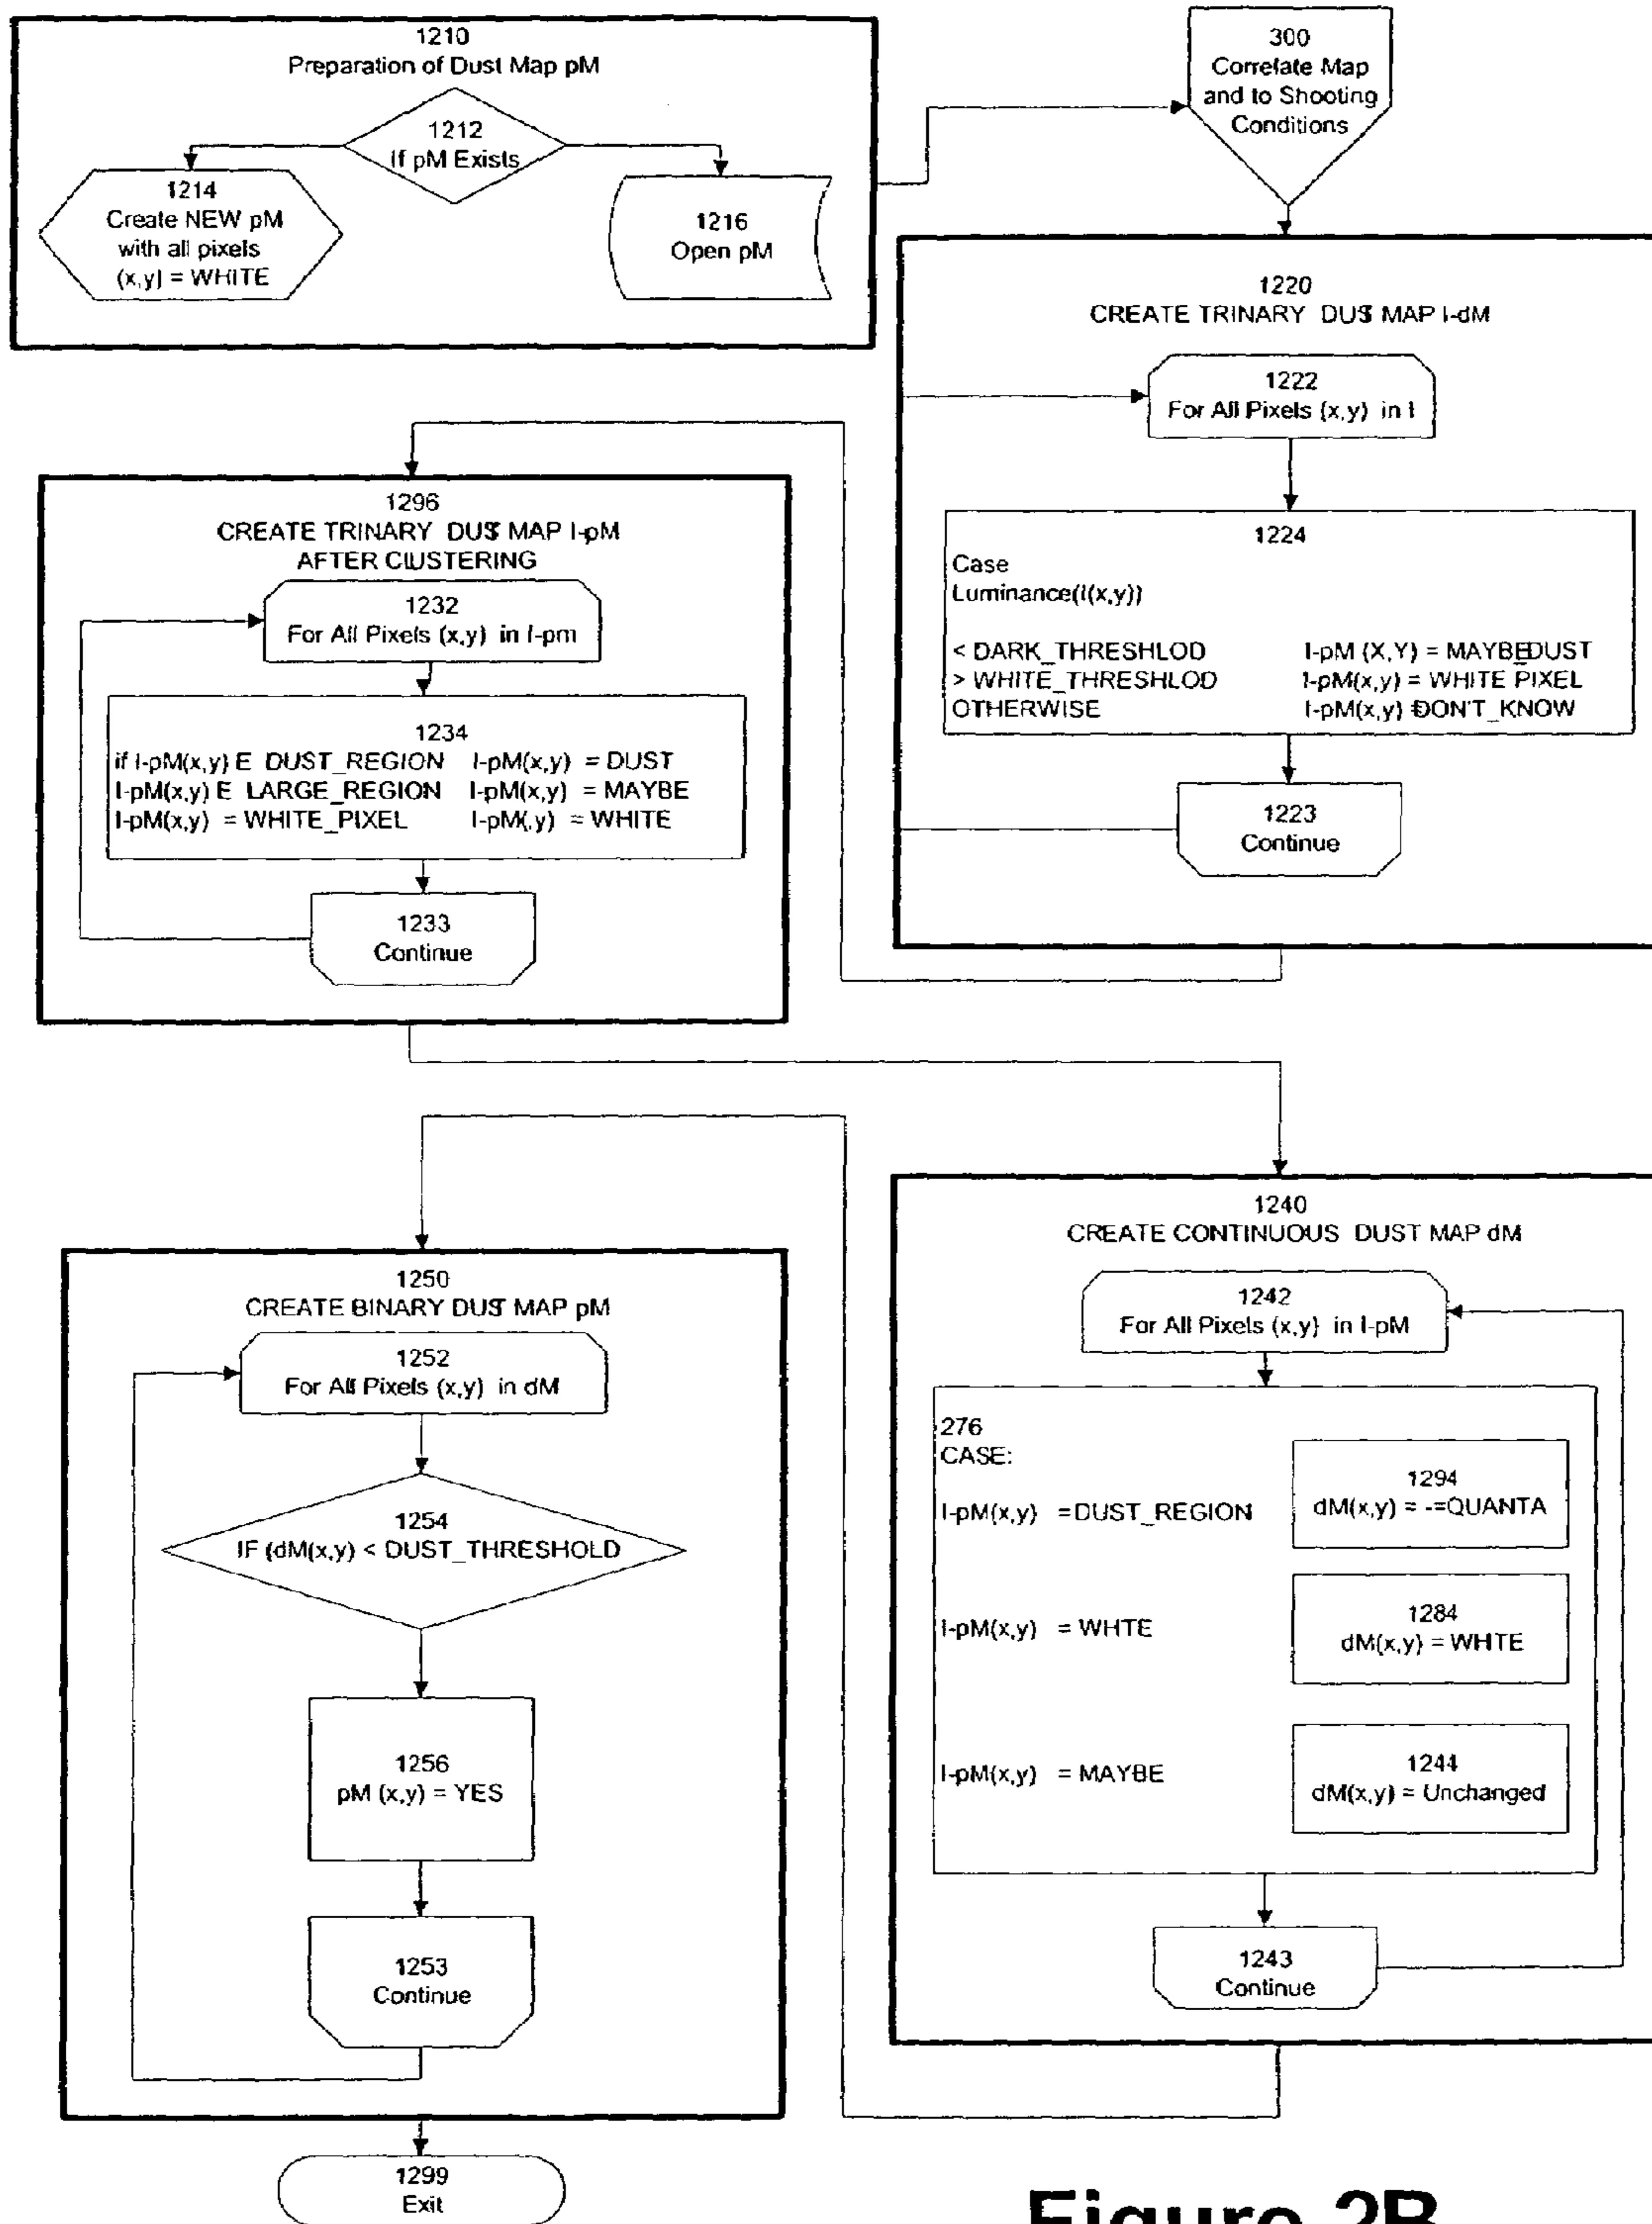 1210
Preparation of Dust Map pM
1212
If pM Exists
1214
Create NEW pM
with all pixels
(x,y) = WHITE
1216
Open pM
300
Correlate Map
and to Shooting
Conditions
1220
CREATE TRINARY DUST MAP I-dM
1222
For All Pixels (x,y) in I
1224
Case
Luminance(I(x,y))
< DARK_THRESHLOD I-pM (X,Y) = MAYBE_DUST
> WHITE_THRESHLOD I-pM(x,y) = WHITE PIXEL
OTHERWISE I-pM(x,y) =DON'T_KNOW
1223
Continue
1296
CREATE TRINARY DUST MAP I-pM
AFTER CLUSTERING
1232
For All Pixels (x,y) in I-pm
1234
if I-pM(x,y) E DUST_REGION I-pM(x,y) = DUST
I-pM(x,y) E LARGE_REGION I-pM(x,y) = MAYBE
I-pM(x,y) = WHITE_PIXEL I-pM(,y) = WHITE
1233
Continue
1240
CREATE CONTINUOUS DUST MAP dM
1242
For All Pixels (x,y) in I-pM
276
CASE:
I-pM(x,y) =DUST_REGION
1294
dM(x,y) = -=QUANTA
I-pM(x,y) = WHTE
1284
dM(x,y) = WHTE
I-pM(x,y) = MAYBE
1244
dM(x,y) = Unchanged
1243
Continue
1250
CREATE BINARY DUST MAP pM
1252
For All Pixels (x,y) in dM
1254
IF (dM(x,y) < DUST_THRESHOLD
1256
pM (x,y) = YES
1253
Continue
1299
Exit
Figure 2B